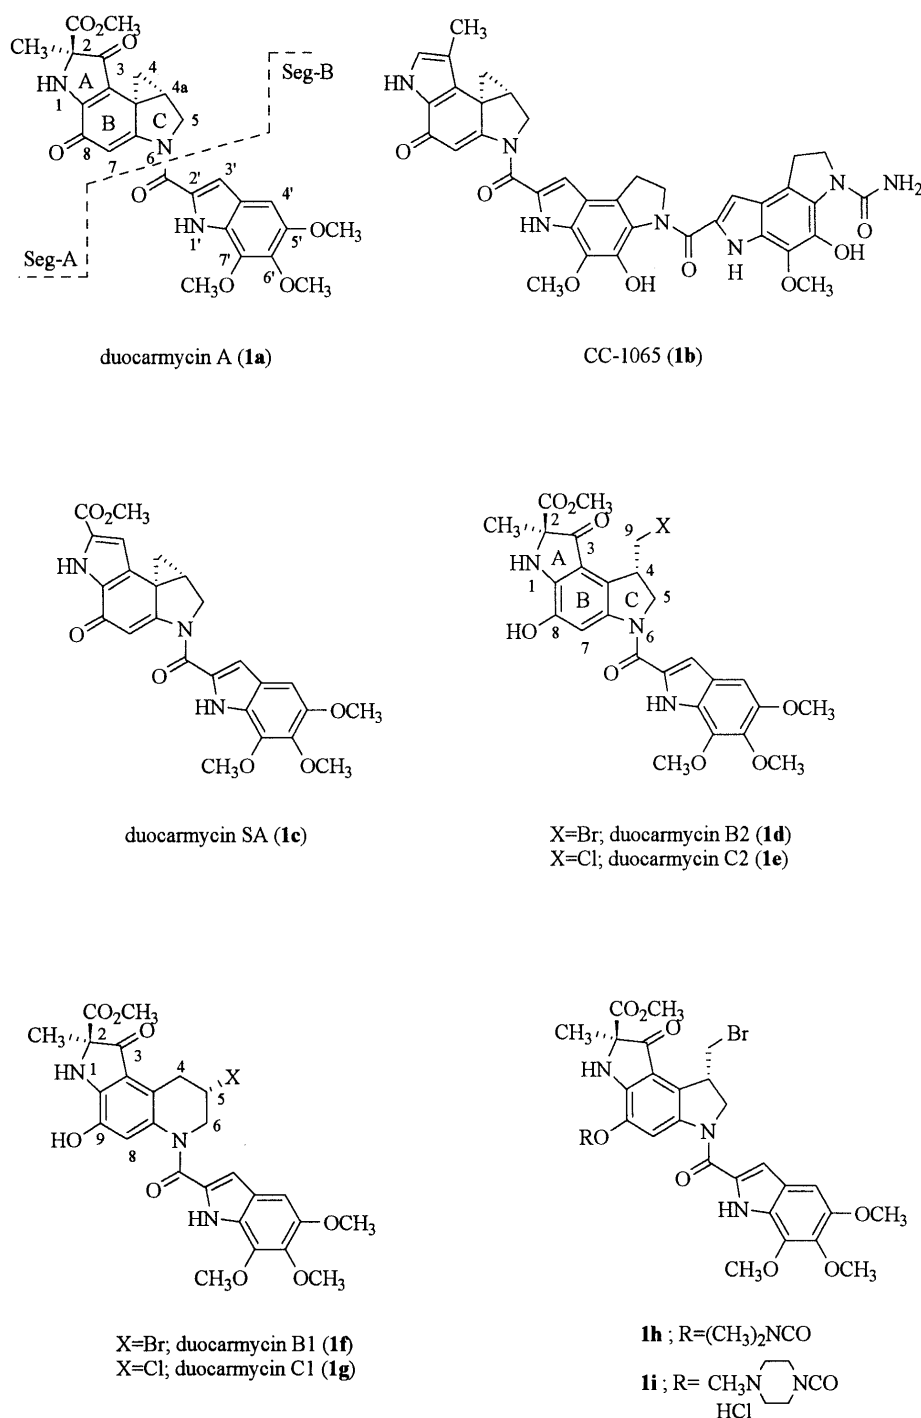 CO₂CH₃
CH₃ 2 O
HN A 3 4 4a Seg-B
1 B C 5
O 8 7 N 6
O 2' 3' 4'
Seg-A HN 1' 5' OCH₃
7' 6'
CH₃O OCH₃
duocarmycin A (1a)
CH₃
HN
O N
O
HN N N NH₂
O O
CH₃O OH N
H
OH
OCH₃
CC-1065 (1b)
CO₂CH₃
HN
O N
O
HN OCH₃
CH₃O OCH₃
duocarmycin SA (1c)
CO₂CH₃
CH₃ 2 O 9 X
HN A 3 4
1 B C 5
HO 8 7 N 6
O
HN OCH₃
CH₃O OCH₃
X=Br; duocarmycin B2 (1d)
X=Cl; duocarmycin C2 (1e)
CO₂CH₃
CH₃ 2 O
HN 1 3 4 5 X
6
HO 9 8 N
O
HN OCH₃
CH₃O OCH₃
X=Br; duocarmycin B1 (1f)
X=Cl; duocarmycin C1 (1g)
CO₂CH₃
CH₃ O Br
HN
RO N
O
HN OCH₃
CH₃O OCH₃
1h ; R=(CH₃)₂NCO
1i ; R= CH₃N NCO
HCl